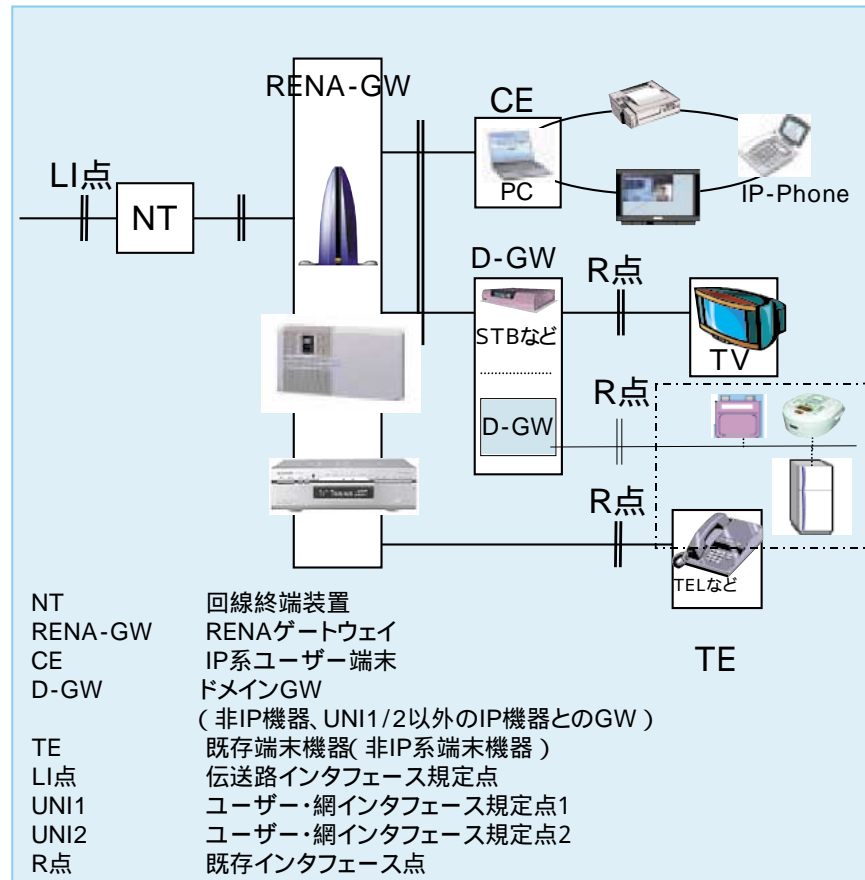 RENA-GW
CE
PC
IP-Phone
LI点
NT
D-GW
STBなど
R点
TV
D-GW
R点
R点
TELなど
TE
NT 回線終端装置
RENA-GW RENAゲートウェイ
CE IP系ユーザー端末
D-GW ドメインGW
(非IP機器、UNI1/2以外のIP機器とのGW)
TE 既存端末機器(非IP系端末機器)
LI点 伝送路インタフェース規定点
UNI1 ユーザー・網インタフェース規定点1
UNI2 ユーザー・網インタフェース規定点2
R点 既存インタフェース点